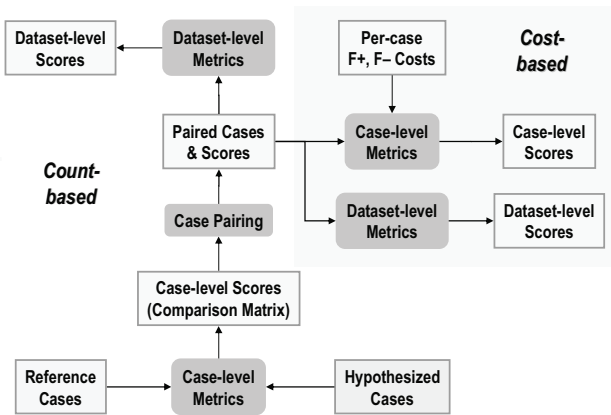 Dataset-level
Scores
Dataset-level
Metrics
Per-case
F+, F– Costs
Cost-
based
Paired Cases
& Scores
Case-level
Metrics
Case-level
Scores
Count-
based
Case Pairing
Dataset-level
Metrics
Dataset-level
Scores
Case-level Scores
(Comparison Matrix)
Reference
Cases
Case-level
Metrics
Hypothesized
Cases